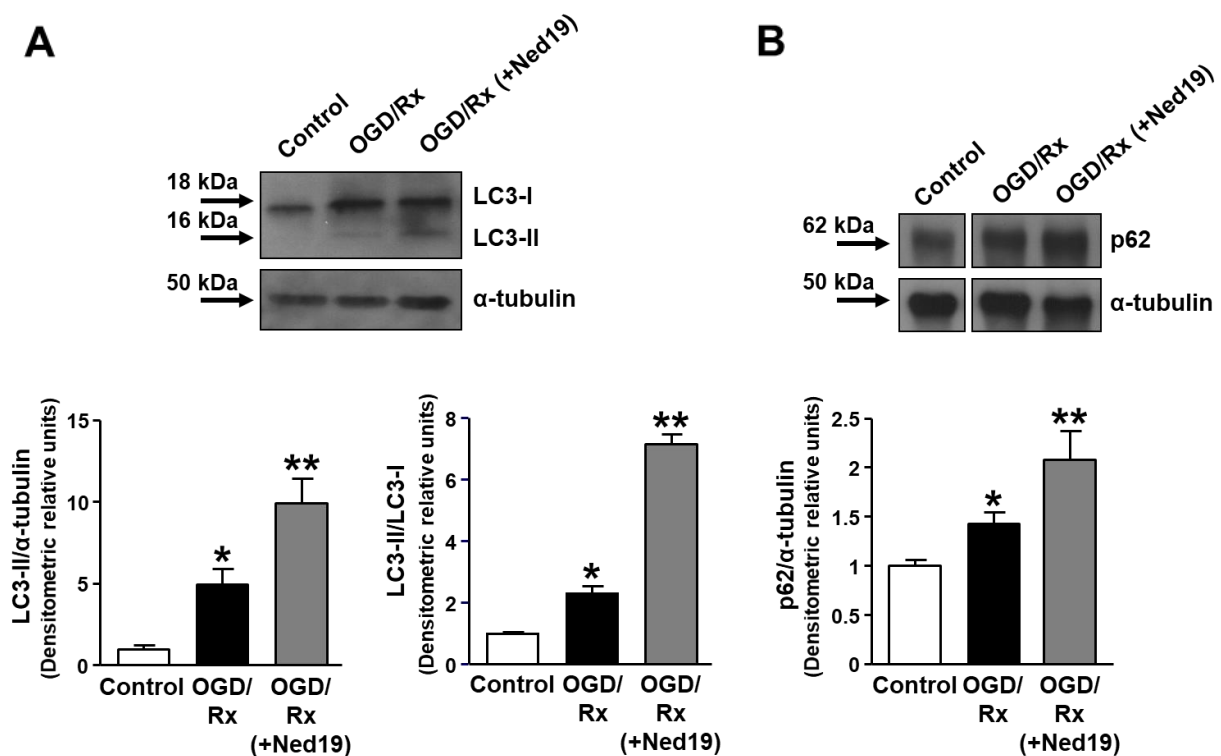 A
Control
OGD/Rx
OGD/Rx (+Ned19)
18 kDa
LC3-I
16 kDa
LC3-II
50 kDa
α-tubulin
B
Control
OGD/Rx
OGD/Rx (+Ned19)
62 kDa
p62
50 kDa
α-tubulin
LC3-II/α-tubulin
(Densitometric relative units)
15
10
5
0
*
**
Control
OGD/
Rx
OGD/
Rx
(+Ned19)
LC3-II/LC3-I
(Densitometric relative units)
8
6
4
2
0
*
**
Control
OGD/
Rx
OGD/
Rx
(+Ned19)
p62/α-tubulin
(Densitometric relative units)
2.5
2
1.5
1
0.5
0
*
**
Control
OGD/
Rx
OGD/
Rx
(+Ned19)